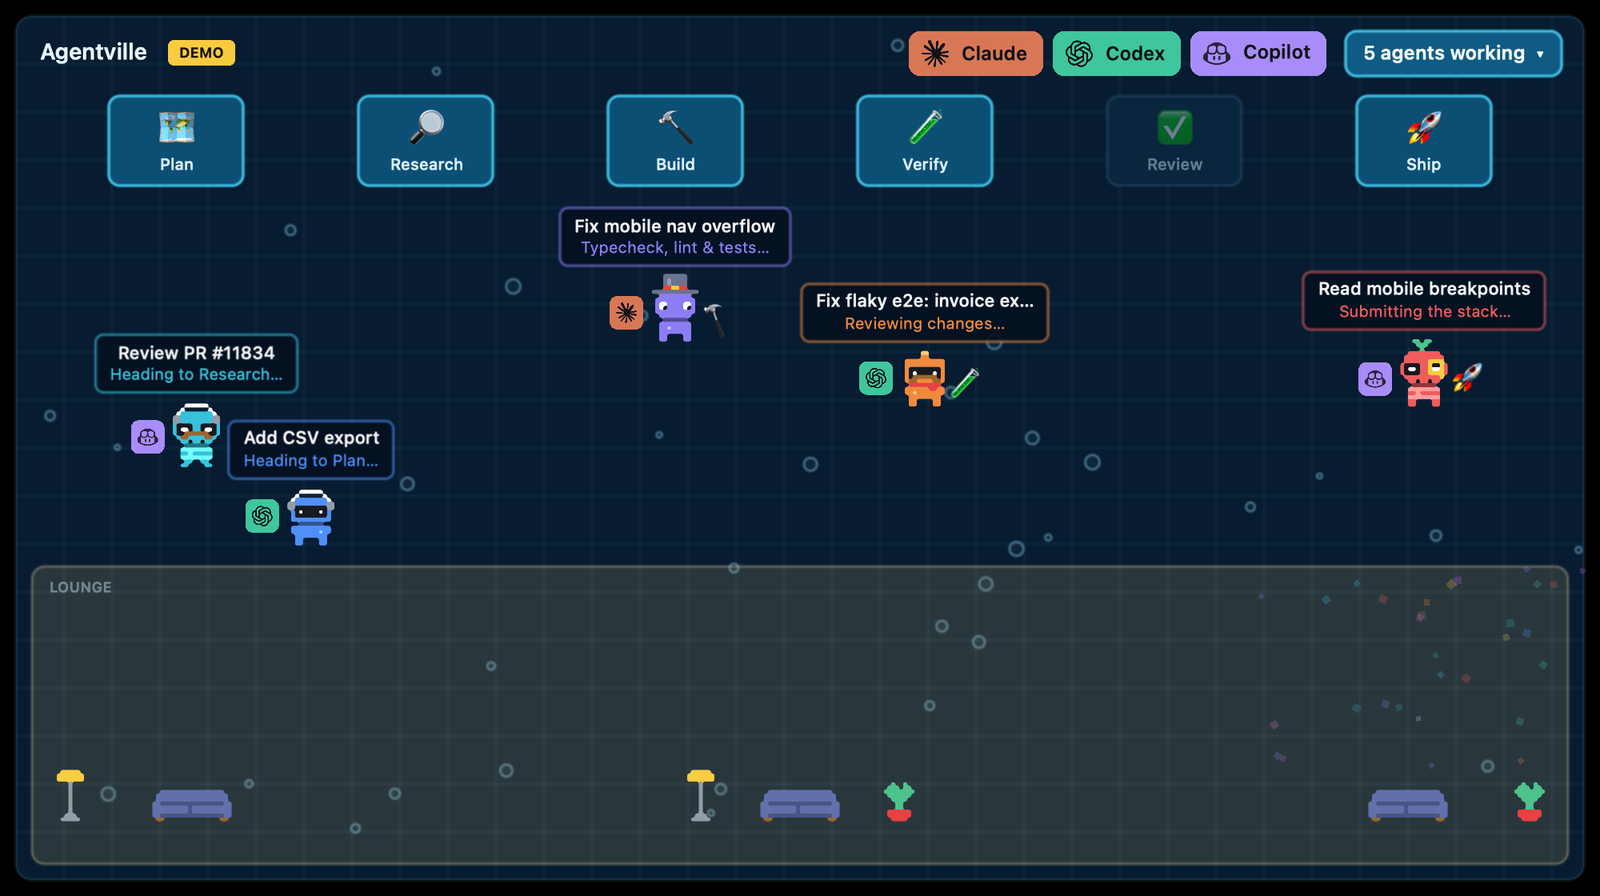 Agentville
DEMO
Claude
Codex
Copilot
5 agents working
Plan
Research
Build
Verify
Review
Ship
Fix mobile nav overflow
Typecheck, lint & tests...
Fix flaky e2e: invoice ex...
Reviewing changes...
Read mobile breakpoints
Submitting the stack...
Review PR #11834
Heading to Research...
Add CSV export
Heading to Plan...
LOUNGE